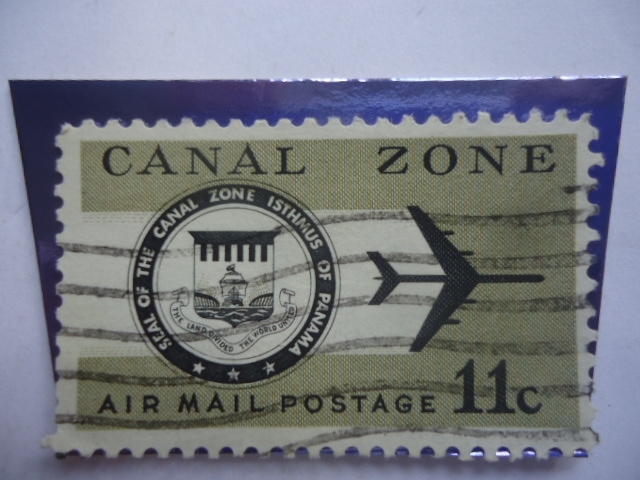 CANAL ZONE
SEAL OF THE CANAL ZONE ISTHMUS OF PANAMA
THE LAND DIVIDED THE WORLD UNITED
AIR MAIL POSTAGE 11c